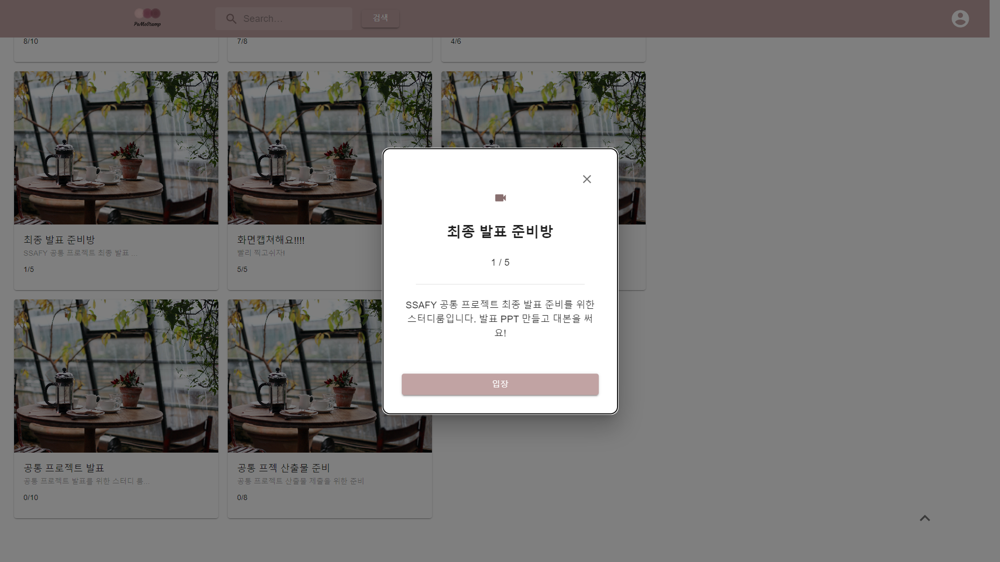 PoMoStamp
Search...
검색
8/10
7/8
4/6
최종 발표 준비방
SSAFY 공통 프로젝트 최종 발표 ...
1/5
화면캡쳐해요!!!!
빨리 찍고쉬자!
5/5
최종 발표 준비방
1 / 5
SSAFY 공통 프로젝트 최종 발표 준비를 위한
스터디룸입니다. 발표 PPT 만들고 대본을 써
요!
입장
공통 프로젝트 발표
공통 프로젝트 발표를 위한 스터디 룸...
0/10
공통 프젝 산출물 준비
공통 프로젝트 산출물 제출을 위한 준비
0/8